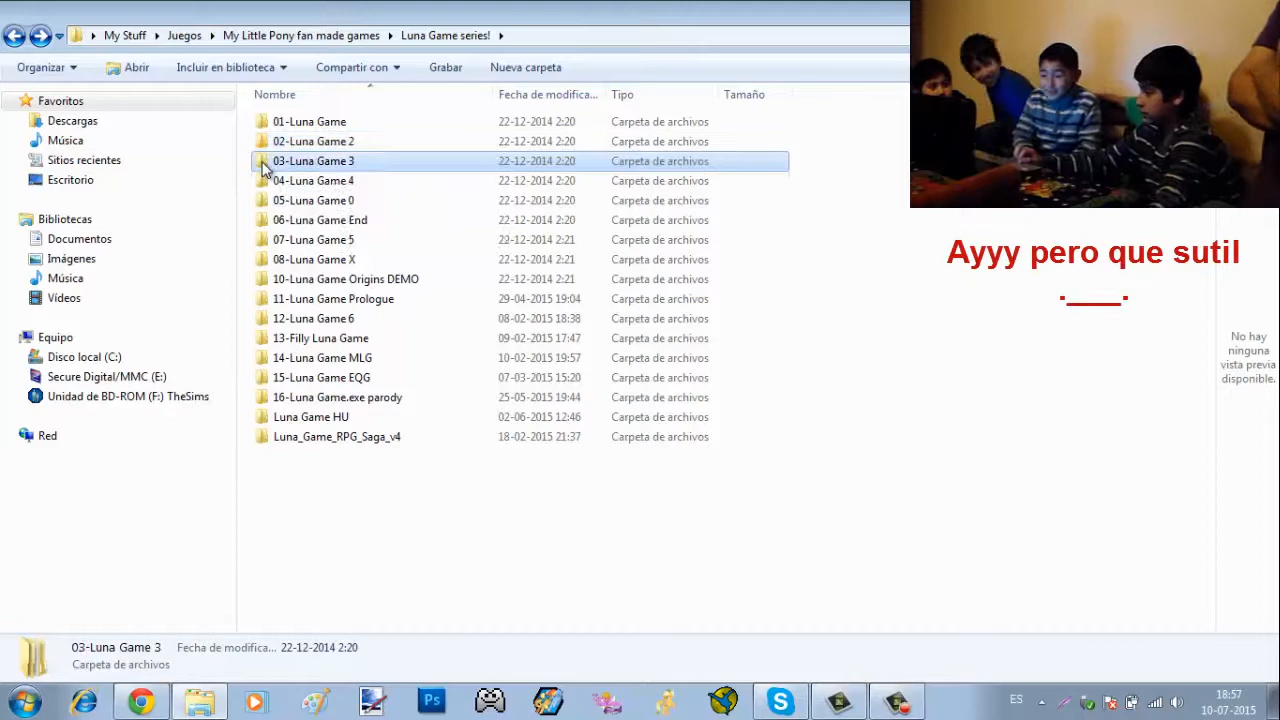 My Stuff Juegos My Little Pony fan made games Luna Game series!
Organizar Abrir Incluir en biblioteca Compartir con Grabar Nueva carpeta
Favoritos
Descargas
Música
Sitios recientes
Escritorio
Bibliotecas
Documentos
Imágenes
Música
Vídeos
Equipo
Disco local (C:)
Secure Digital/MMC (E:)
Unidad de BD-ROM (F:) TheSims
Red
Nombre Fecha de modifica... Tipo Tamaño
01-Luna Game 22-12-2014 2:20 Carpeta de archivos
02-Luna Game 2 22-12-2014 2:20 Carpeta de archivos
03-Luna Game 3 22-12-2014 2:20 Carpeta de archivos
04-Luna Game 4 22-12-2014 2:20 Carpeta de archivos
05-Luna Game 0 22-12-2014 2:20 Carpeta de archivos
06-Luna Game End 22-12-2014 2:20 Carpeta de archivos
07-Luna Game 5 22-12-2014 2:21 Carpeta de archivos
08-Luna Game X 22-12-2014 2:21 Carpeta de archivos
10-Luna Game Origins DEMO 22-12-2014 2:21 Carpeta de archivos
11-Luna Game Prologue 29-04-2015 19:04 Carpeta de archivos
12-Luna Game 6 08-02-2015 18:38 Carpeta de archivos
13-Filly Luna Game 09-02-2015 17:47 Carpeta de archivos
14-Luna Game MLG 10-02-2015 19:57 Carpeta de archivos
15-Luna Game EQG 07-03-2015 15:20 Carpeta de archivos
16-Luna Game.exe parody 25-05-2015 19:44 Carpeta de archivos
Luna Game HU 02-06-2015 12:46 Carpeta de archivos
Luna_Game_RPG_Saga_v4 18-02-2015 21:37 Carpeta de archivos
Ayyy pero que sutil
.___.
No hay
ninguna
vista previa
disponible.
03-Luna Game 3 Fecha de modifica... 22-12-2014 2:20
Carpeta de archivos
Ps
ES
18:57
10-07-2015